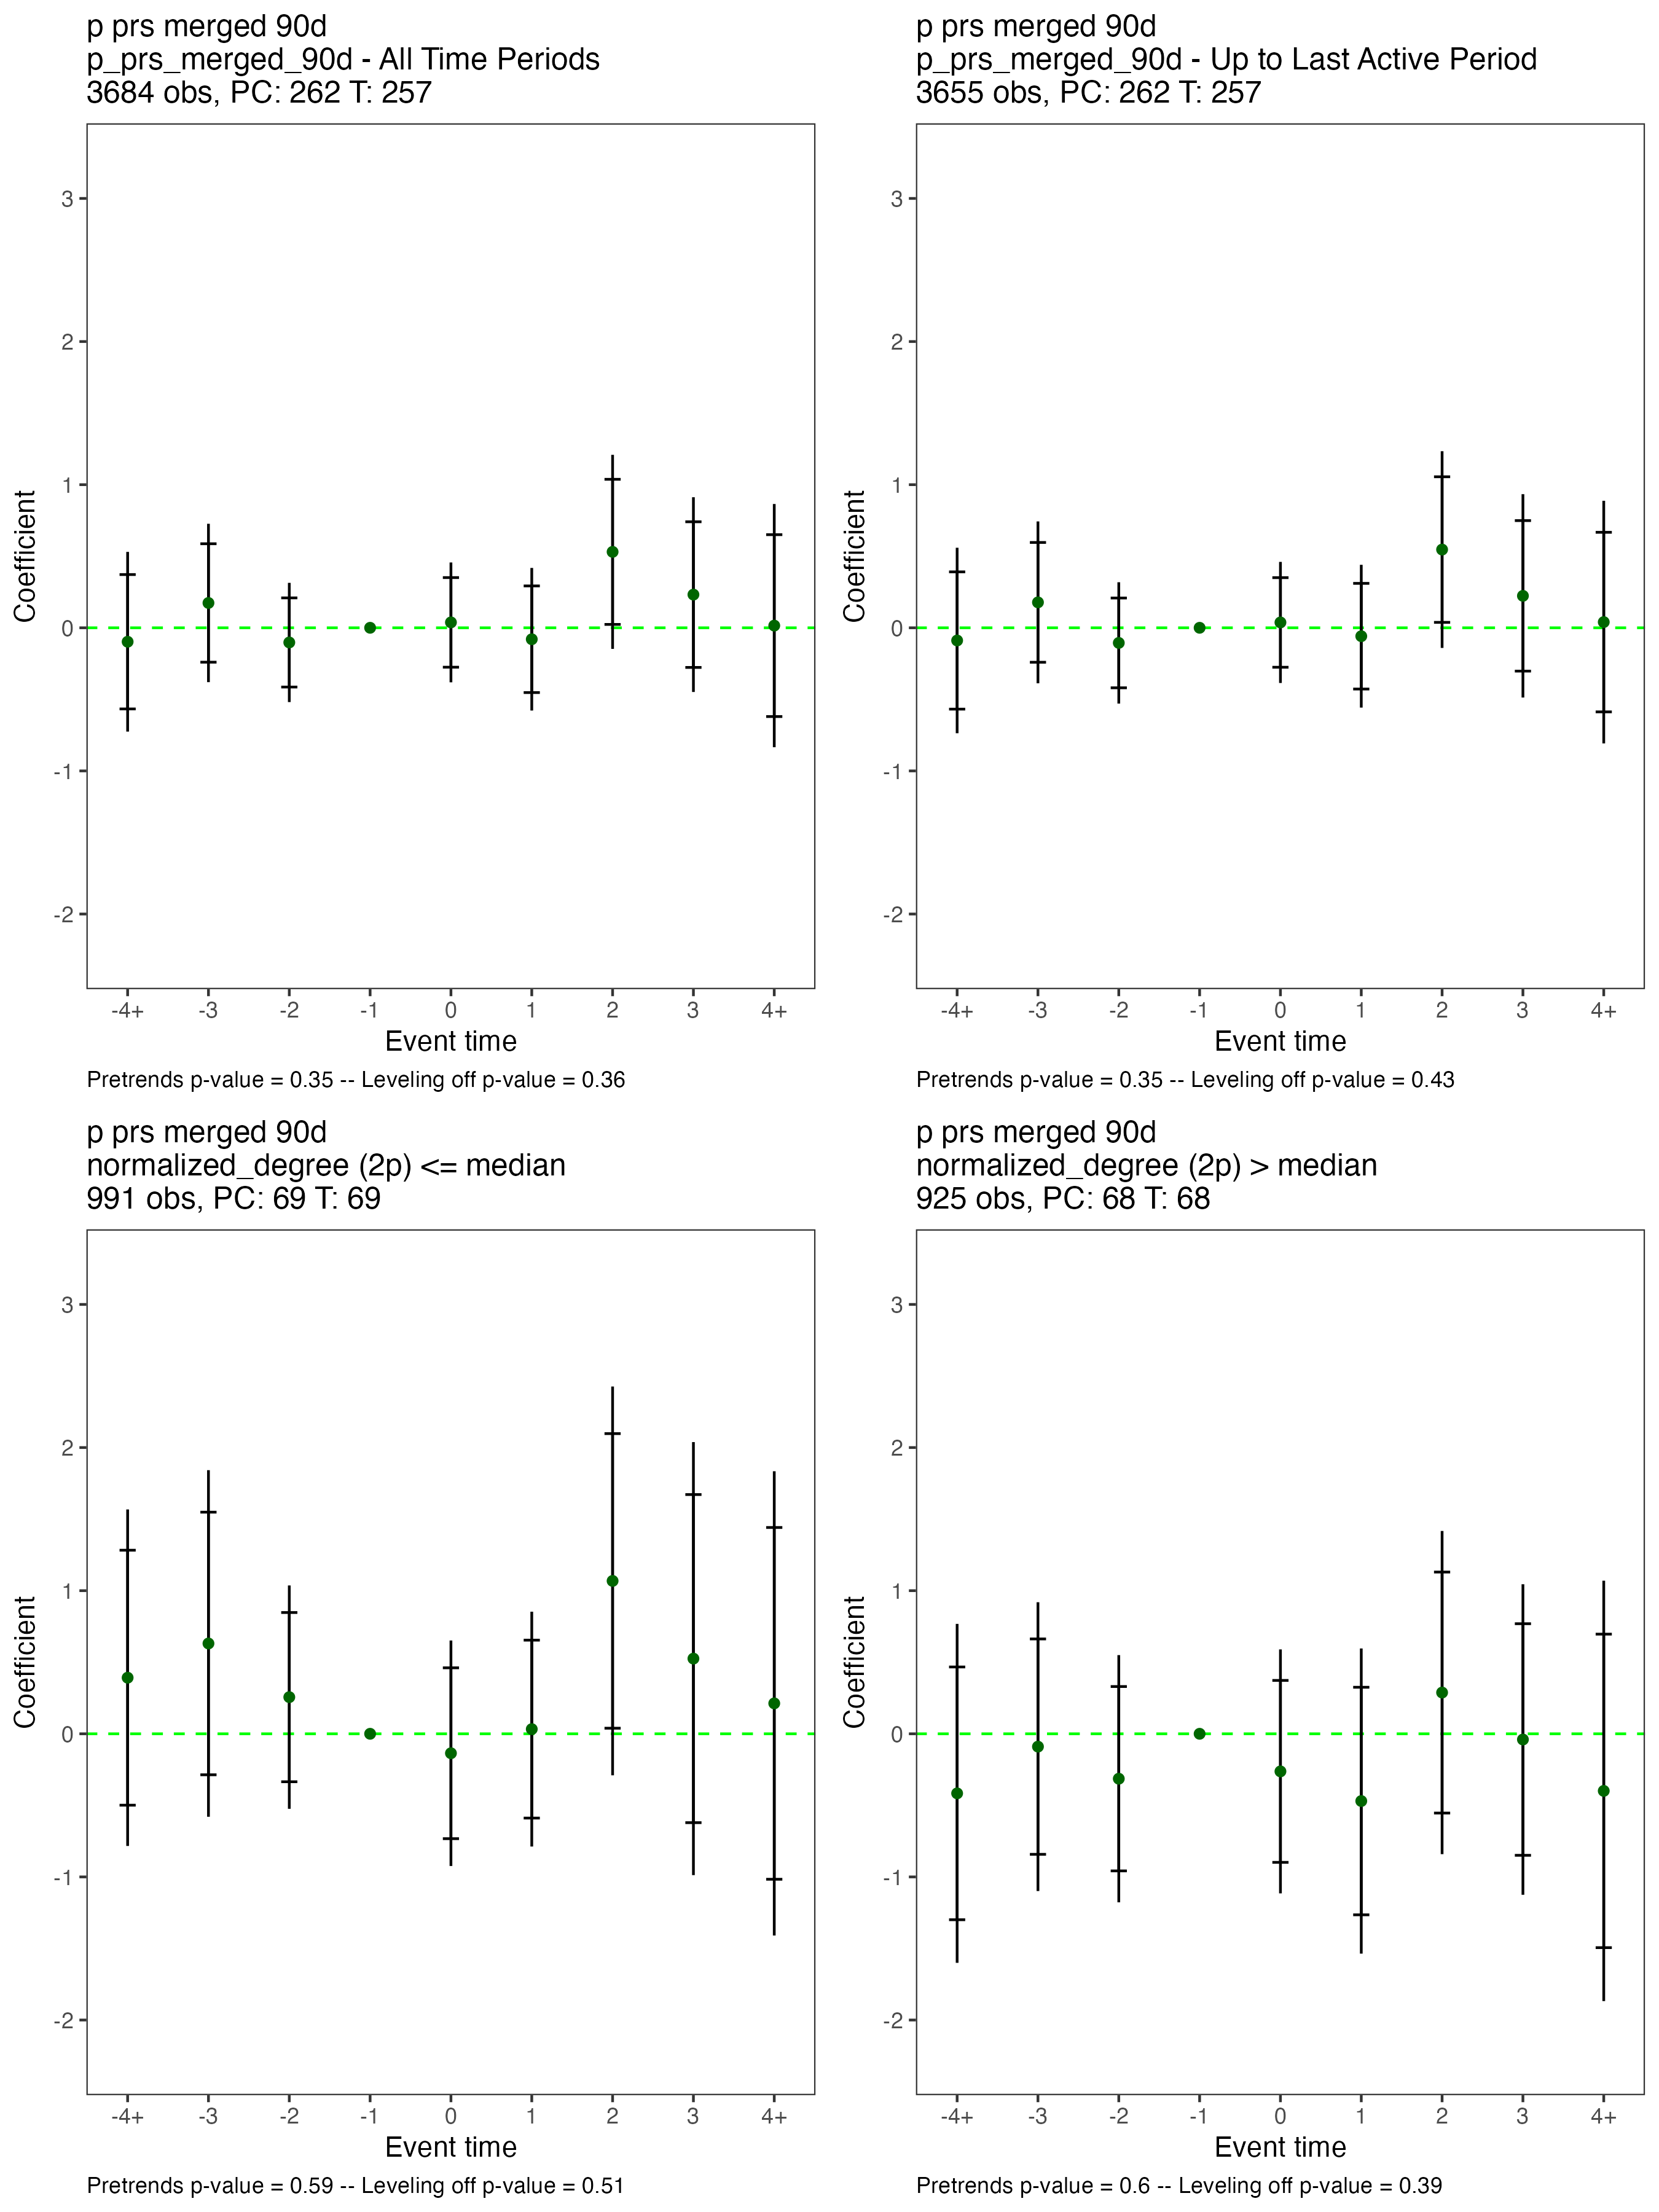 p prs merged 90d
p_prs_merged_90d - All Time Periods
3684 obs, PC: 262 T: 257
3
2
1
0
-1
-2
Coefficient
-4+ -3 -2 -1 0 1 2 3 4+
Event time
Pretrends p-value = 0.35 -- Leveling off p-value = 0.36
p prs merged 90d
p_prs_merged_90d - Up to Last Active Period
3655 obs, PC: 262 T: 257
3
2
1
0
-1
-2
Coefficient
-4+ -3 -2 -1 0 1 2 3 4+
Event time
Pretrends p-value = 0.35 -- Leveling off p-value = 0.43
p prs merged 90d
normalized_degree (2p) <= median
991 obs, PC: 69 T: 69
3
2
1
0
-1
-2
Coefficient
-4+ -3 -2 -1 0 1 2 3 4+
Event time
Pretrends p-value = 0.59 -- Leveling off p-value = 0.51
p prs merged 90d
normalized_degree (2p) > median
925 obs, PC: 68 T: 68
3
2
1
0
-1
-2
Coefficient
-4+ -3 -2 -1 0 1 2 3 4+
Event time
Pretrends p-value = 0.6 -- Leveling off p-value = 0.39